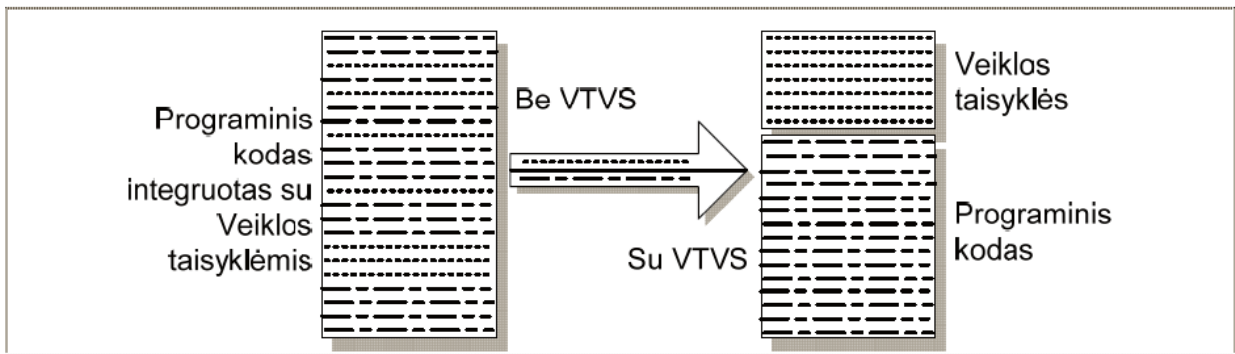 Programinis
kodas
integruotas su
Veiklos
taisyklėmis
Be VTVS
Su VTVS
Veiklos
taisyklės
Programinis
kodas